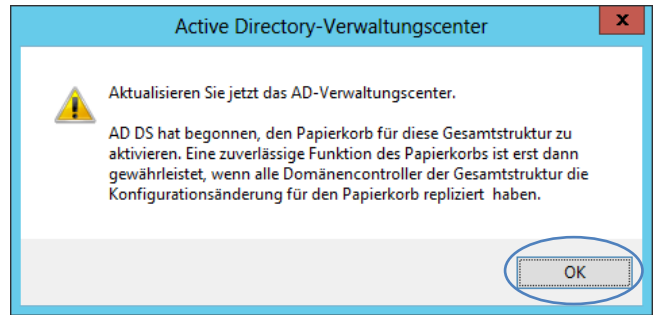 Active Directory-Verwaltungscenter
x
Aktualisieren Sie jetzt das AD-Verwaltungscenter.
AD DS hat begonnen, den Papierkorb für diese Gesamtstruktur zu
aktivieren. Eine zuverlässige Funktion des Papierkorbs ist erst dann
gewährleistet, wenn alle Domänencontroller der Gesamtstruktur die
Konfigurationsänderung für den Papierkorb repliziert haben.
OK